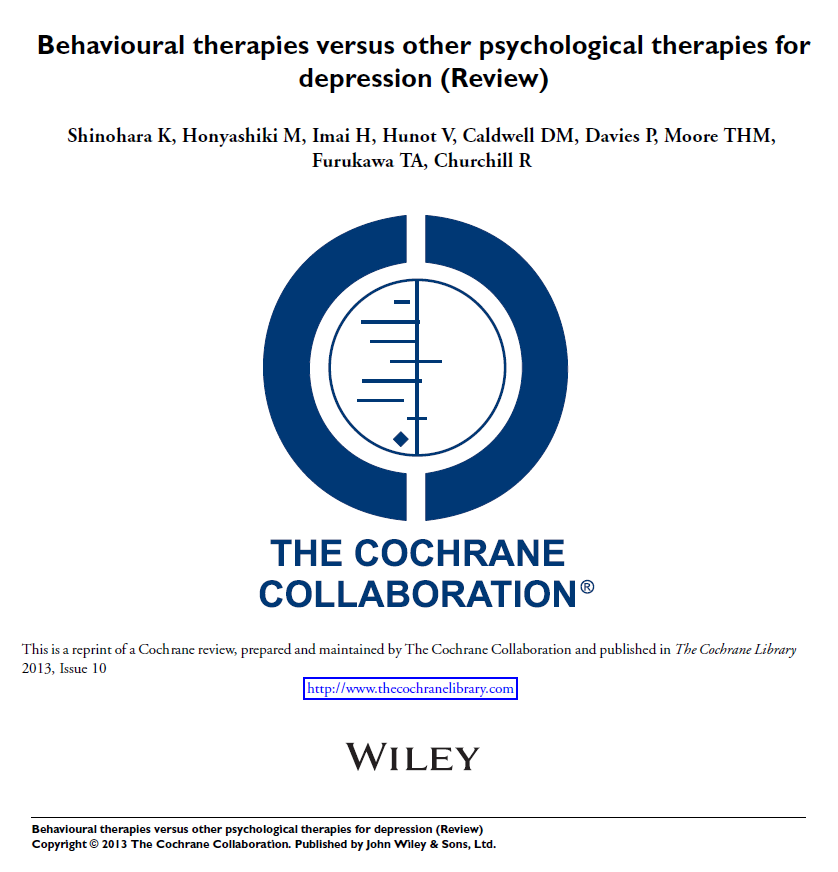 Behavioural therapies versus other psychological therapies for
depression (Review)
Shinohara K, Honyashiki M, Imai H, Hunot V, Caldwell DM, Davies P, Moore THM,
Furukawa TA, Churchill R
THE COCHRANE
COLLABORATION®
This is a reprint of a Cochrane review, prepared and maintained by The Cochrane Collaboration and published in The Cochrane Library
2013, Issue 10
http://www.thecochranelibrary.com
WILEY
Behavioural therapies versus other psychological therapies for depression (Review)
Copyright © 2013 The Cochrane Collaboration. Published by John Wiley & Sons, Ltd.